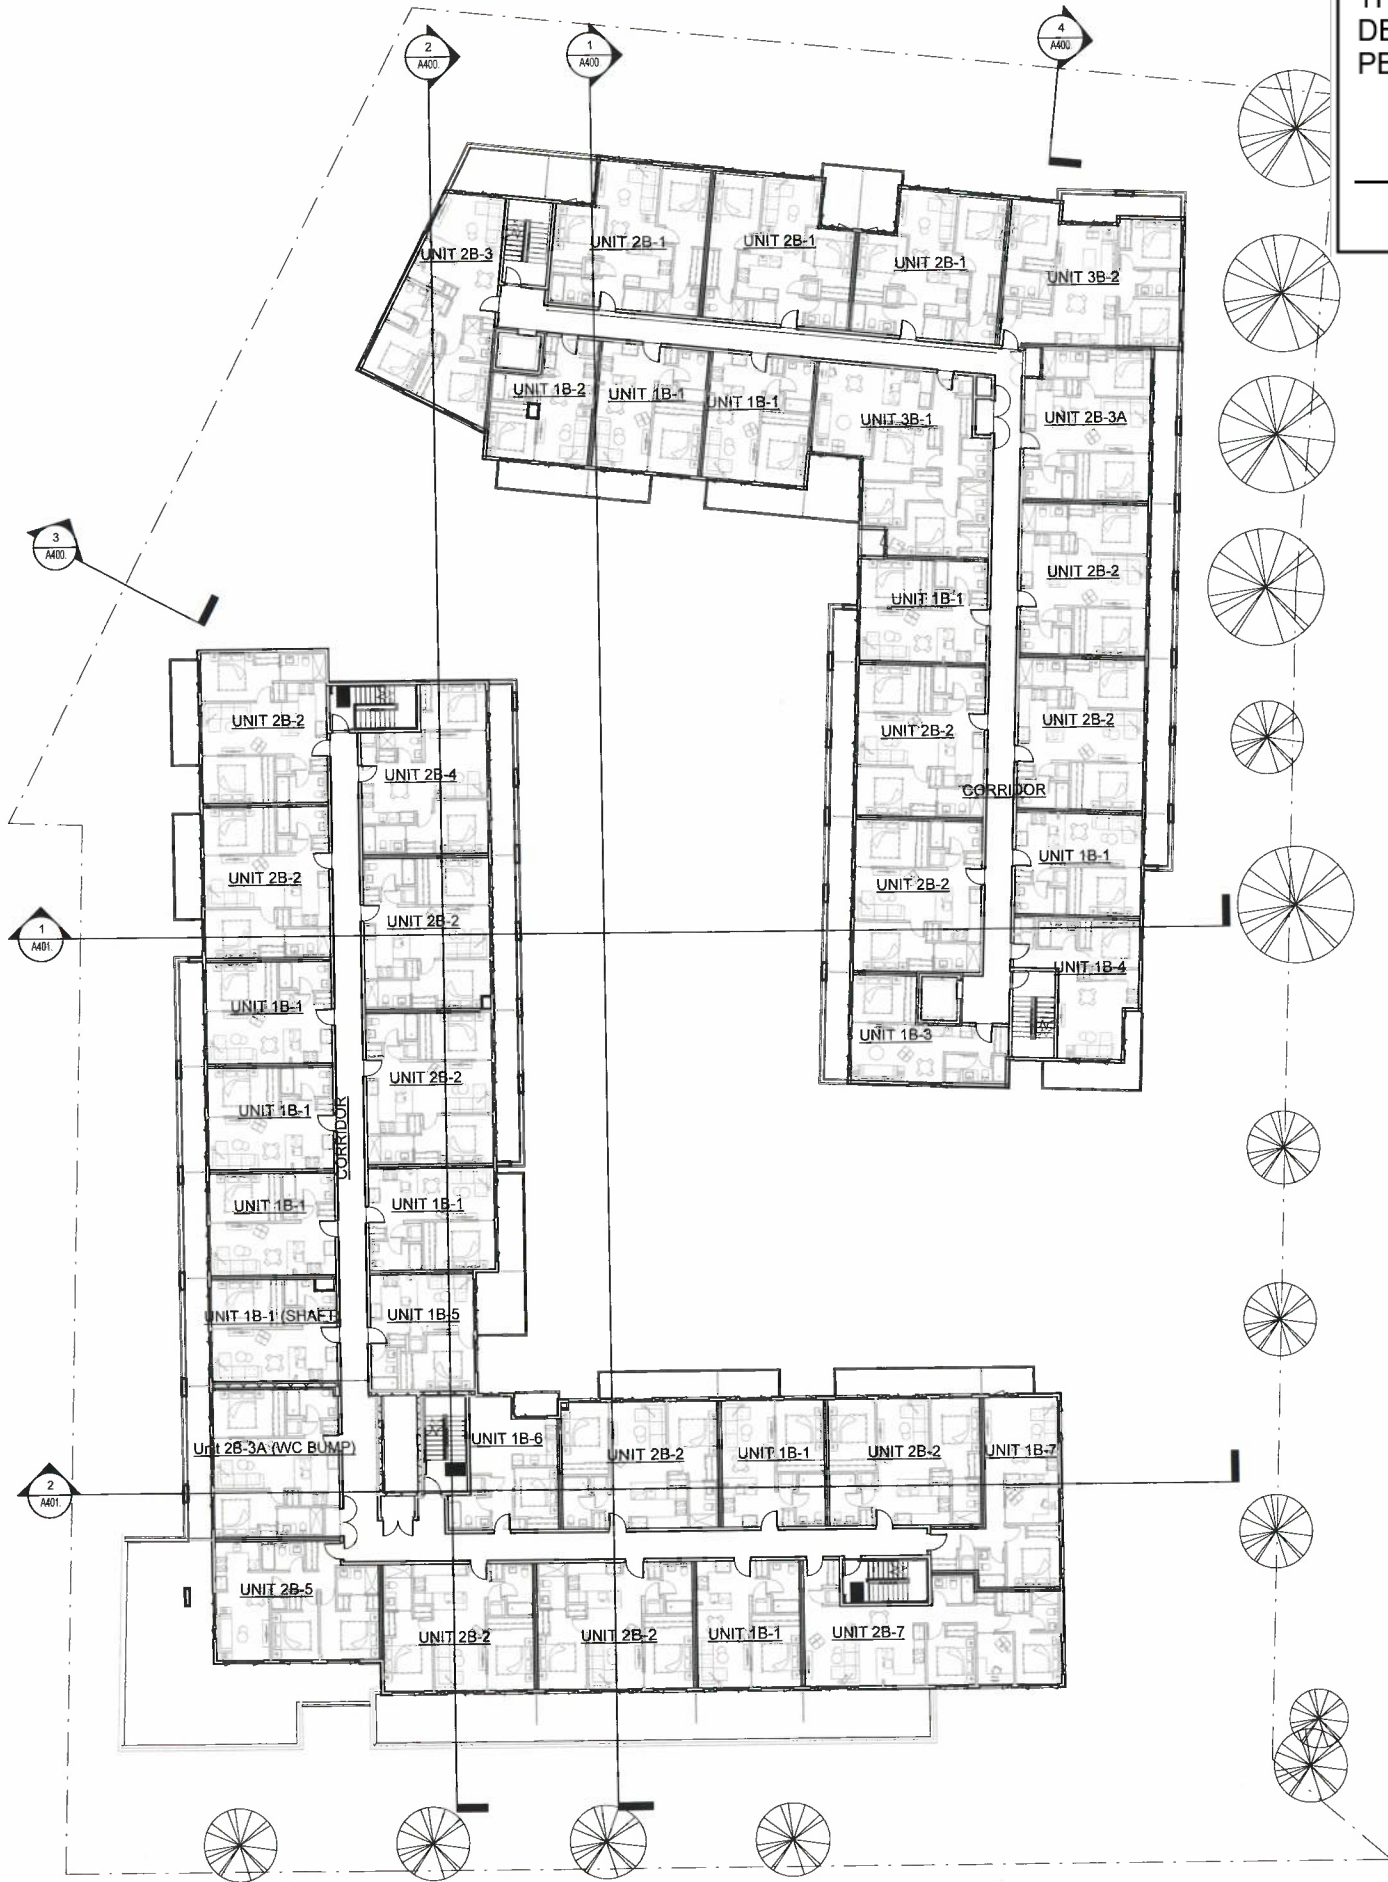 2
A400.
1
A400.
4
A400.
DE
UNIT 2B-3
UNIT 2B-1
UNIT 2B-1
UNIT 2B-1
UNIT 3B-2
UNIT 1B-2
UNIT 1B-1
UNIT 1B-1
UNIT 3B-1
UNIT 2B-3A
3
A400.
UNIT 2B-2
UNIT 1B-1
UNIT 2B-2
UNIT 2B-2
UNIT 2B-2
UNIT 2B-4
CORRIDOR
UNIT 1B-1
UNIT 2B-2
UNIT 2B-2
UNIT 2B-2
1
A401.
UNIT 1B-4
UNIT 1B-1
UNIT 1B-3
UNIT 2B-2
UNIT 1B-1
CORRIDOR
UNIT 1B-1
UNIT 1B-1
UNIT 1B-1 (SHAFT
UNIT 1B-5
Unit 2B-3A (WC BUMP)
UNIT 1B-6
UNIT 2B-2
UNIT 1B-1
UNIT 2B-2
UNIT 1B-7
2
A401.
UNIT 2B-5
UNIT 2B-2
UNIT 2B-2
UNIT 1B-1
UNIT 2B-7